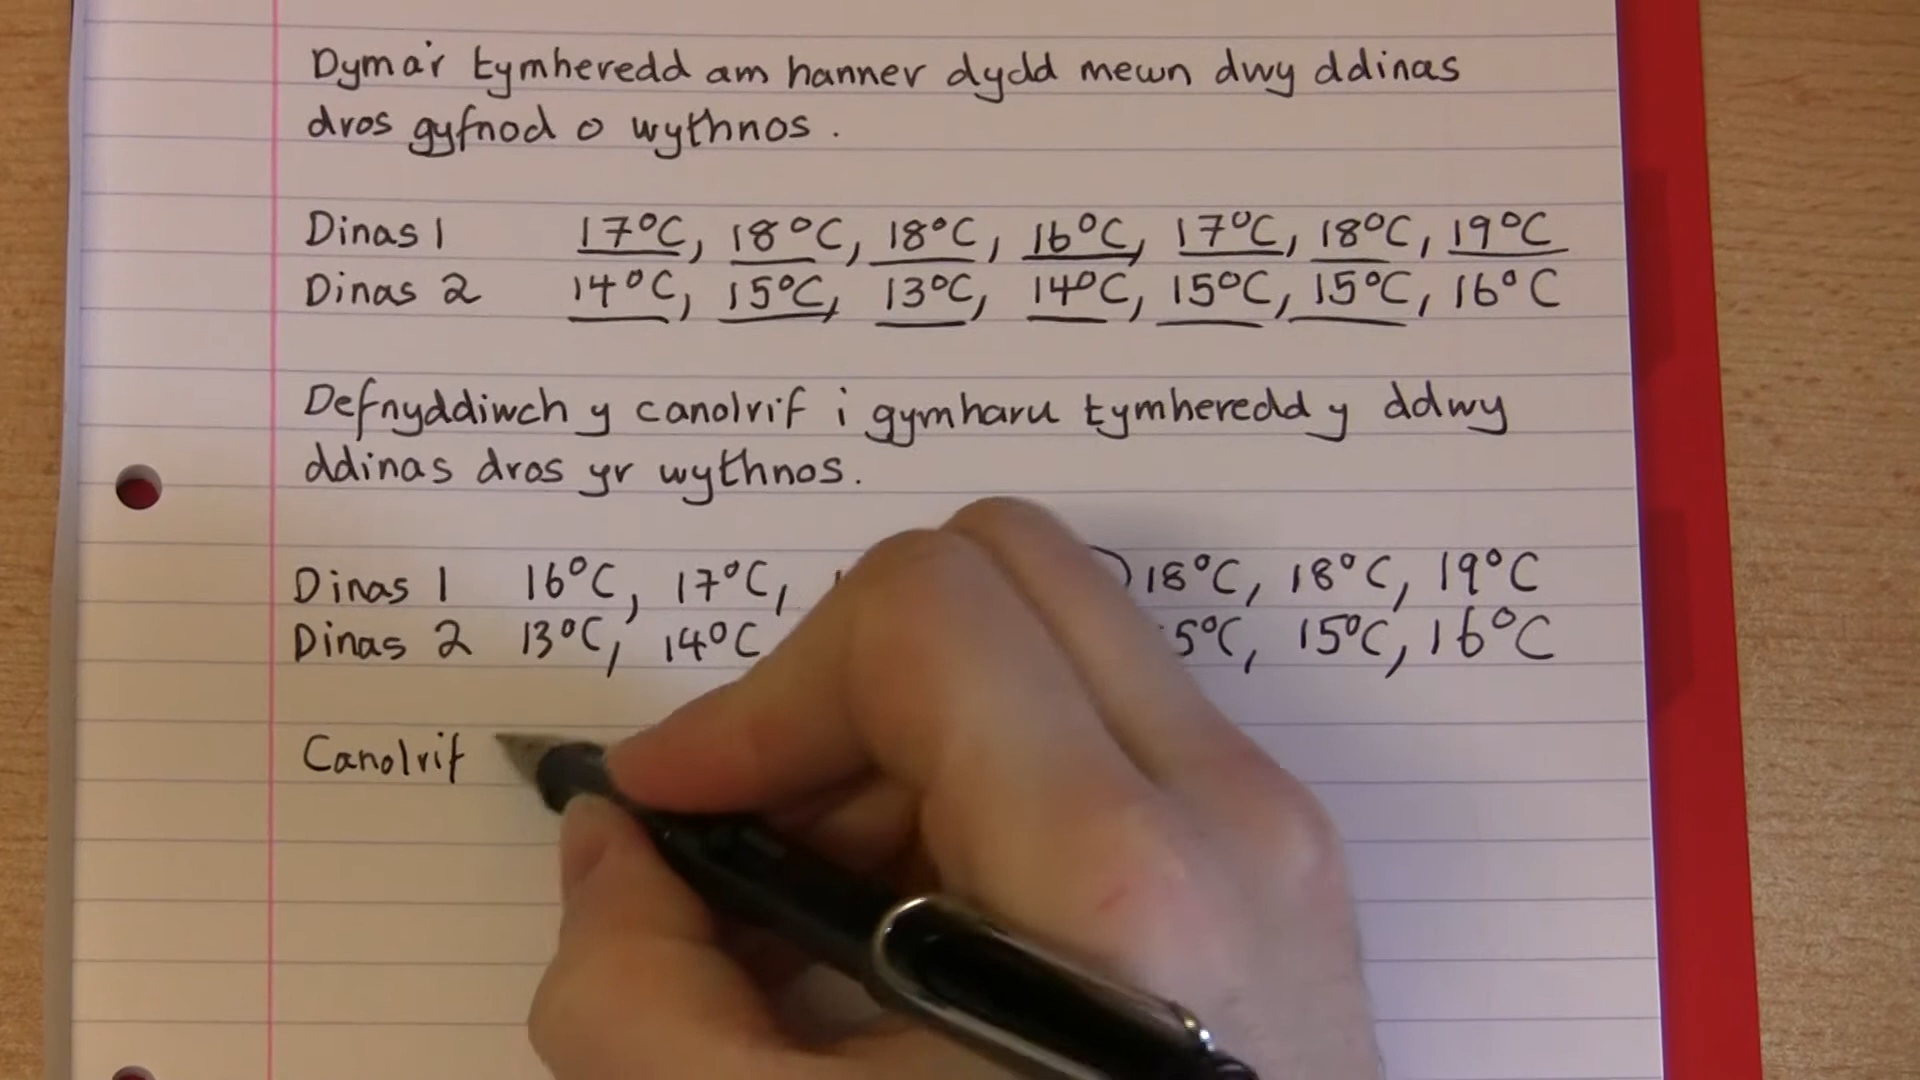 Dyma'r tymheredd am hanner dydd mewn dwy ddinas
dros gyfnod o wythnos.
Dinas 1 17°C, 18°C, 18°C, 16°C, 17°C, 18°C, 19°C
Dinas 2 14°C, 15°C, 13°C, 14°C, 15°C, 15°C, 16°C
Defnyddiwch y canolrif i gymharu tymheredd y ddwy
ddinas dros yr wythnos.
Dinas 1 16°C, 17°C, 18°C, 18°C, 19°C
Dinas 2 13°C, 14°C 15°C, 16°C
Canolrif